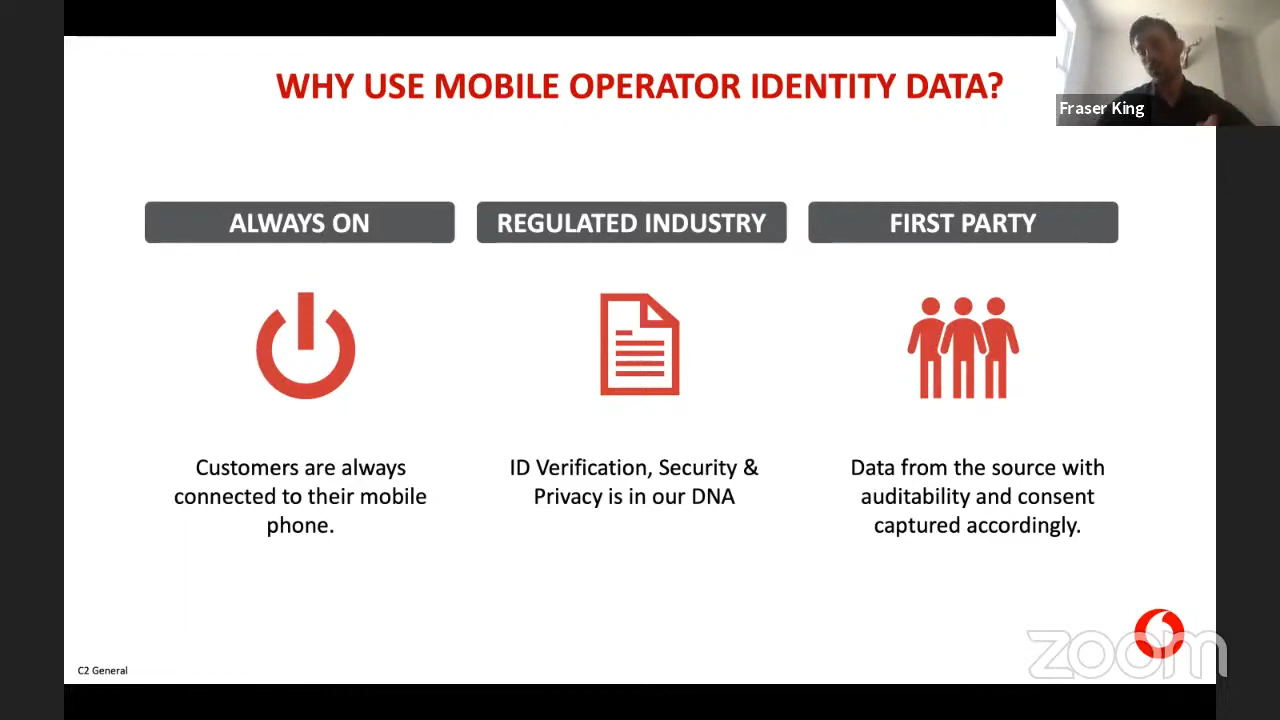 WHY USE MOBILE OPERATOR IDENTITY DATA?
Fraser King
ALWAYS ON
REGULATED INDUSTRY
FIRST PARTY
Customers are always
connected to their mobile
phone.
ID Verification, Security &
Privacy is in our DNA
Data from the source with
auditability and consent
captured accordingly.
C2 General
zoom